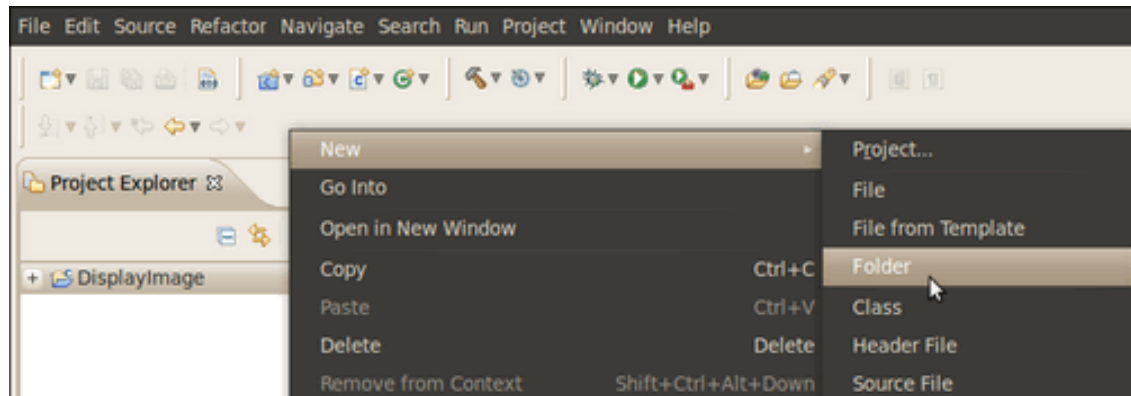 File Edit Source Refactor Navigate Search Run Project Window Help
Project Explorer
DisplayImage
New
Go Into
Open in New Window
Copy Ctrl+C
Paste Ctrl+V
Delete Delete
Remove from Context Shift+Ctrl+Alt+Down
Project...
File
File from Template
Folder
Class
Header File
Source File